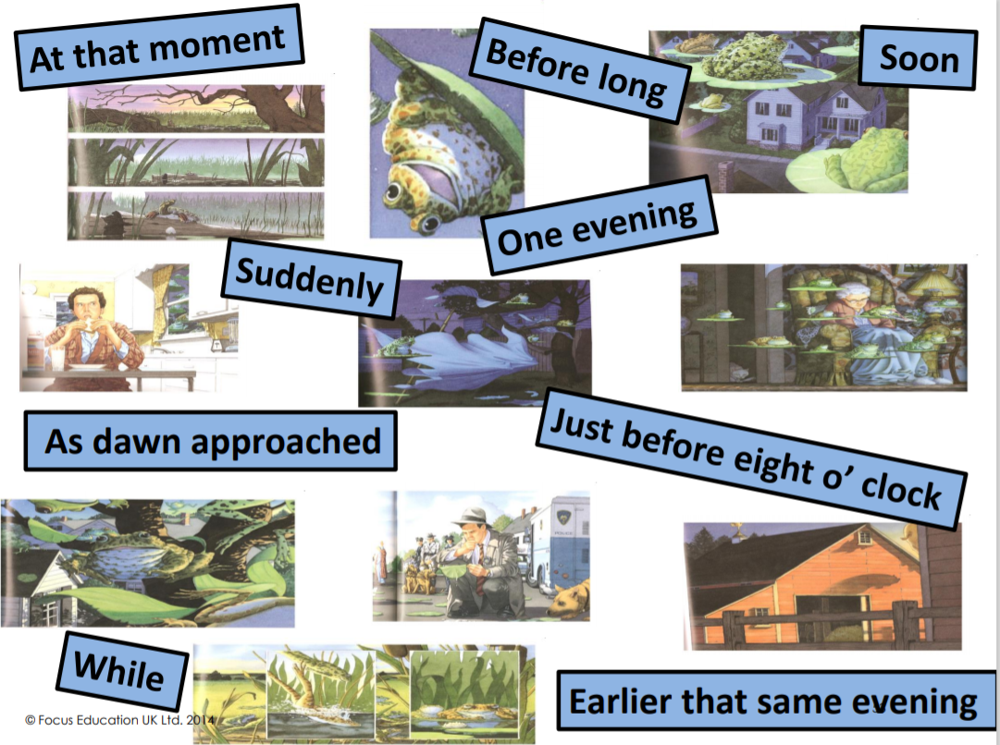 At that moment
Before long
Soon
One evening
Suddenly
As dawn approached
Just before eight o’ clock
POLICE
While
© Focus Education UK Ltd. 2014
Earlier that same evening